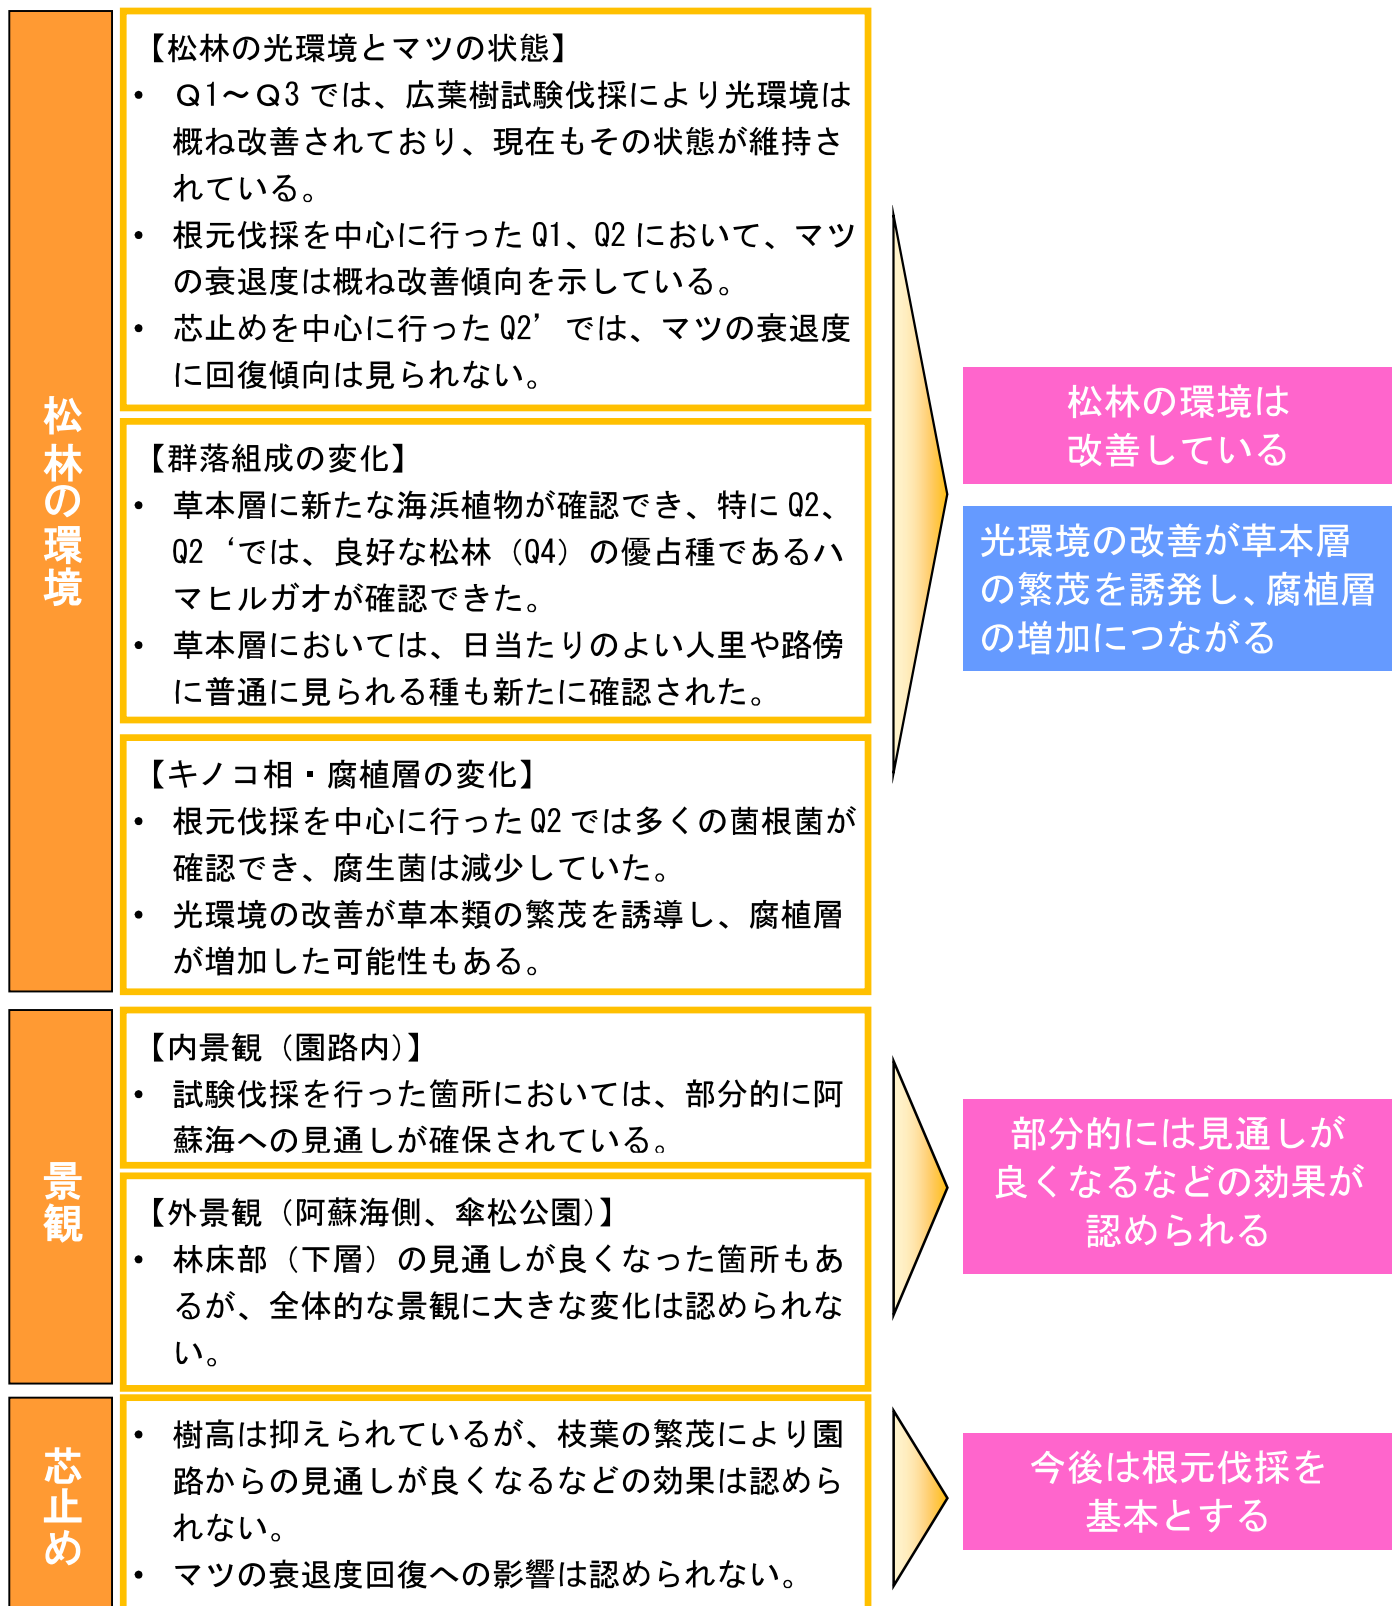 松林の環境
【松林の光環境とマツの状態】
• Ｑ1～Ｑ3 では、広葉樹試験伐採により光環境は
概ね改善されており、現在もその状態が維持さ
れている。
• 根元伐採を中心に行った Q1、Q2 において、マツ
の衰退度は概ね改善傾向を示している。
• 芯止めを中心に行った Q2’では、マツの衰退度
に回復傾向は見られない。
【群落組成の変化】
• 草本層に新たな海浜植物が確認でき、特に Q2、
Q2‘では、良好な松林（Q4）の優占種であるハ
マヒルガオが確認できた。
• 草本層においては、日当たりのよい人里や路傍
に普通に見られる種も新たに確認された。
【キノコ相・腐植層の変化】
• 根元伐採を中心に行った Q2 では多くの菌根菌が
確認でき、腐生菌は減少していた。
• 光環境の改善が草本類の繁茂を誘導し、腐植層
が増加した可能性もある。
松林の環境は
改善している
光環境の改善が草本層
の繁茂を誘発し、腐植層
の増加につながる
景観
【内景観（園路内）】
• 試験伐採を行った箇所においては、部分的に阿
蘇海への見通しが確保されている。
【外景観（阿蘇海側、傘松公園）】
• 林床部（下層）の見通しが良くなった箇所もあ
るが、全体的な景観に大きな変化は認められな
い。
部分的には見通しが
良くなるなどの効果が
認められる
芯止め
• 樹高は抑えられているが、枝葉の繁茂により園
路からの見通しが良くなるなどの効果は認めら
れない。
• マツの衰退度回復への影響は認められない。
今後は根元伐採を
基本とする